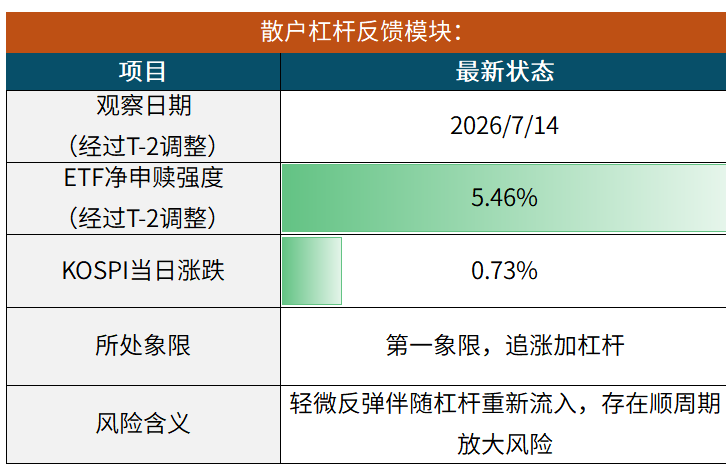 散户杠杆反馈模块：
项目
最新状态
观察日期
（经过T-2调整）
2026/7/14
ETF净申赎强度
（经过T-2调整）
5.46%
KOSPI当日涨跌
0.73%
所处象限
第一象限，追涨加杠杆
风险含义
轻微反弹伴随杠杆重新流入，存在顺周期
放大风险